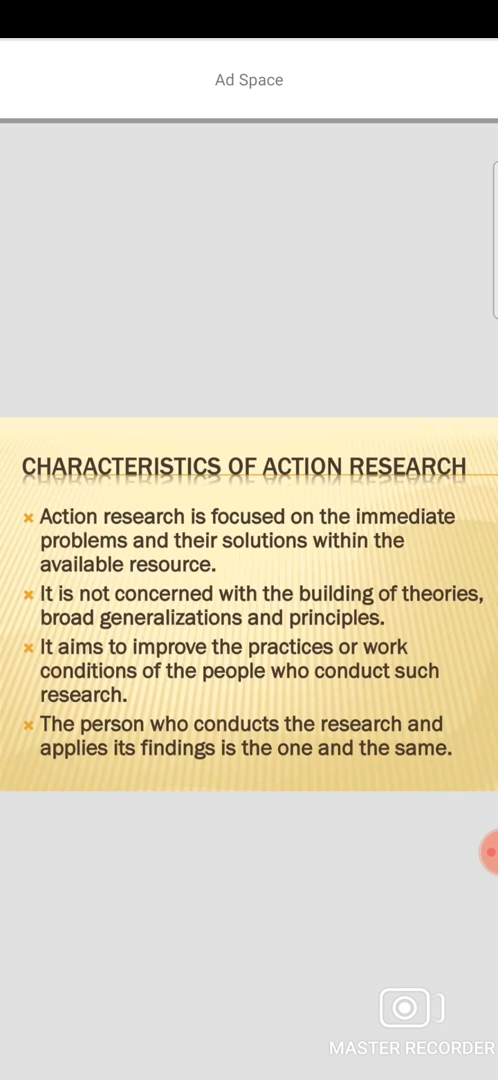 Ad Space
CHARACTERISTICS OF ACTION RESEARCH
Action research is focused on the immediate
problems and their solutions within the
available resource.
It is not concerned with the building of theories,
broad generalizations and principles.
It aims to improve the practices or work
conditions of the people who conduct such
research.
The person who conducts the research and
applies its findings is the one and the same.
MASTER RECORDER